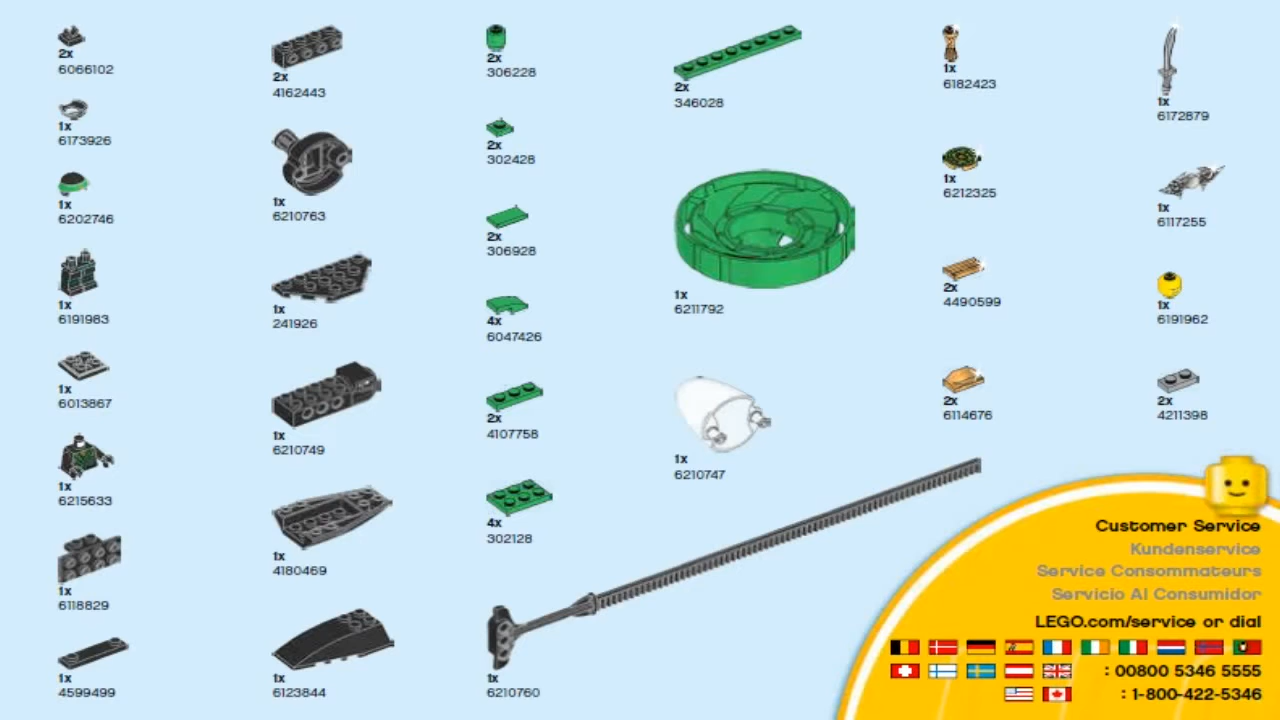 2x
6066102
1x
6173926
1x
6202746
1x
6191983
1x
6013867
1x
6215633
1x
6118829
1x
4599499
2x
4162443
1x
6210763
1x
241926
1x
6210749
1x
4180469
1x
6123844
2x
306228
2x
302428
2x
306928
4x
6047426
2x
4107758
4x
302128
1x
6210760
2x
346028
1x
6211792
1x
6210747
1x
6182423
1x
6212325
2x
4490599
2x
6114676
1x
6172879
1x
6117255
1x
6191962
2x
4211398
Customer Service
Kundenservice
Service Consommateurs
Servicio Al Consumidor
LEGO.com/service or dial
: 00800 5346 5555
: 1-800-422-5346